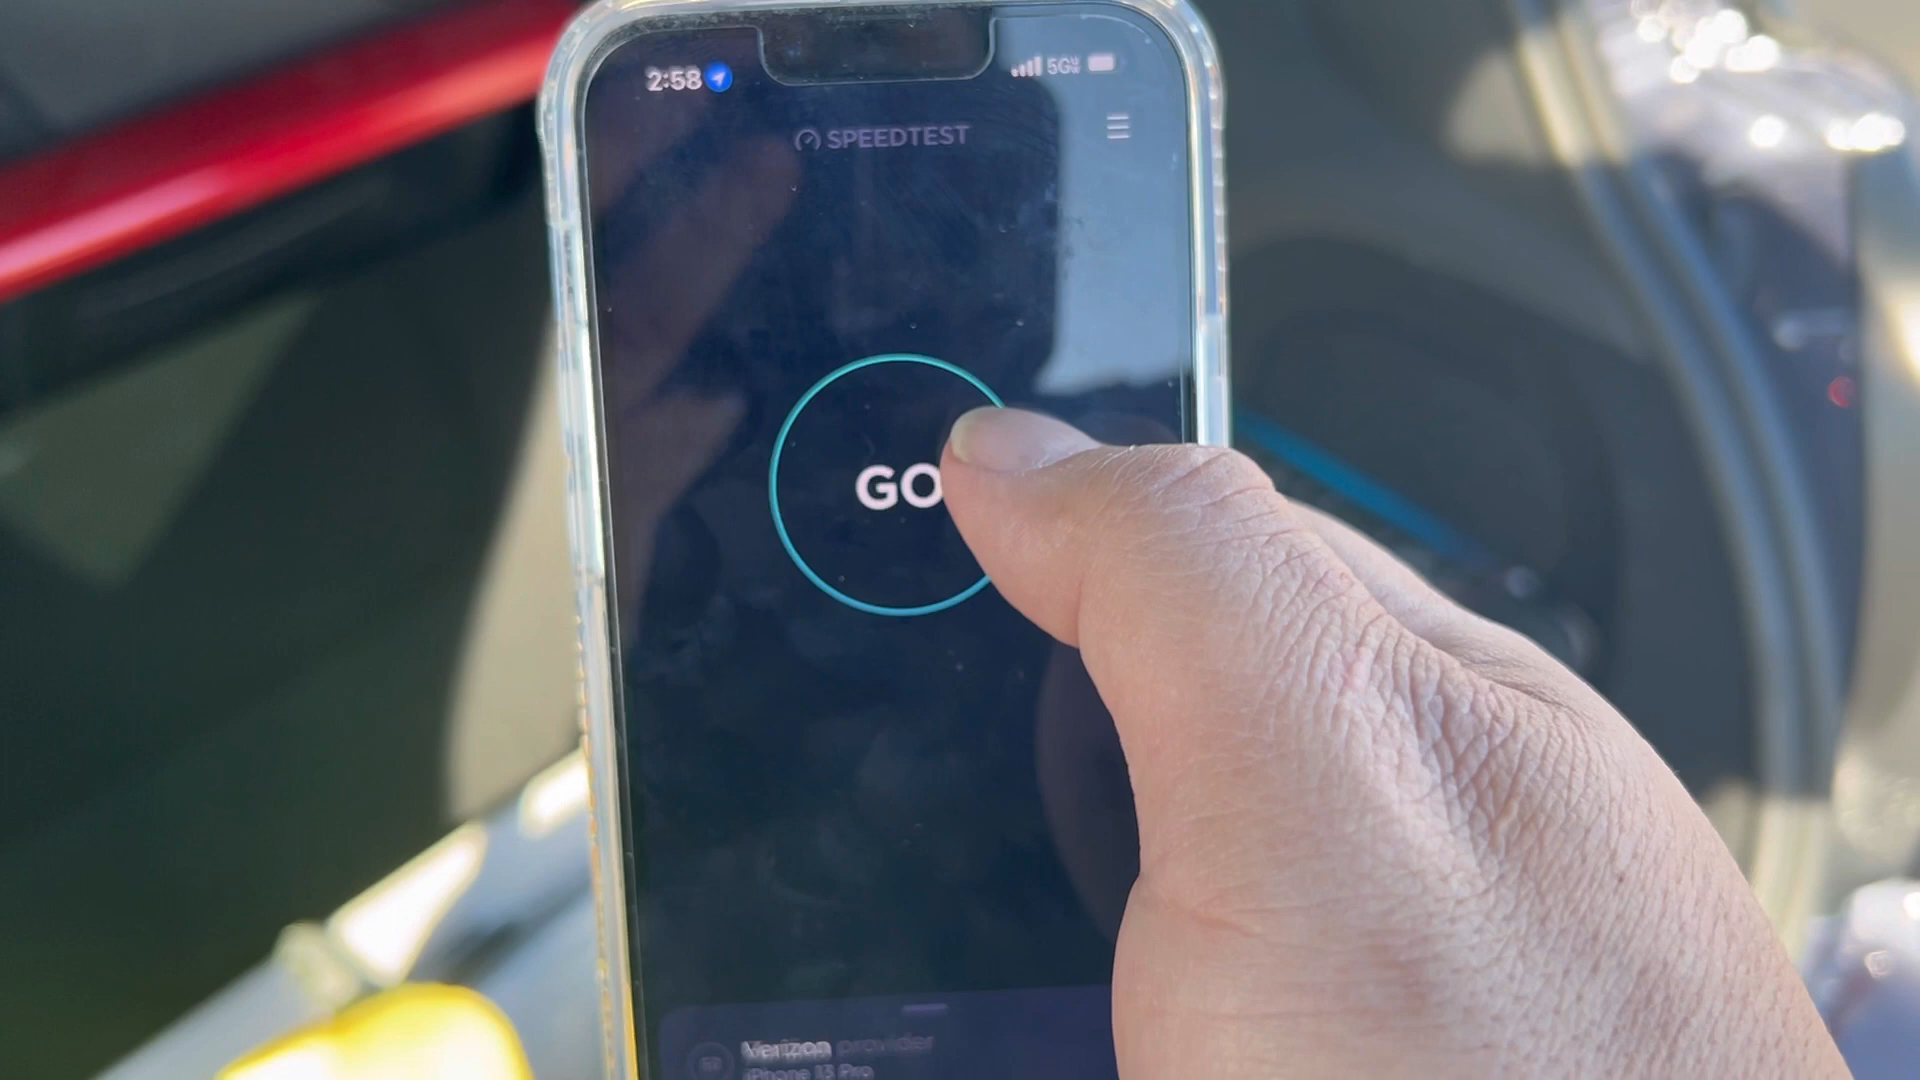 2:58
5G
SPEEDTEST
GO
Verizon provider
iPhone 13 Pro